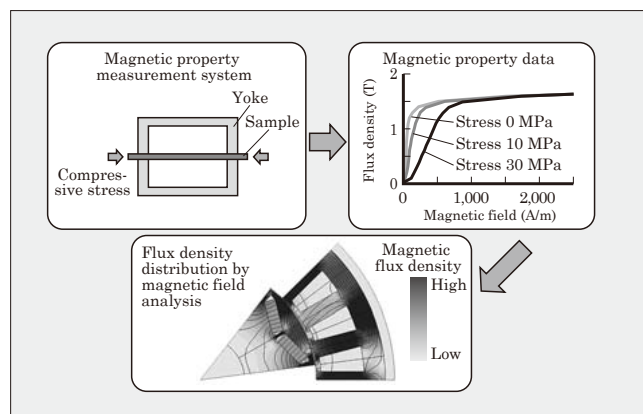 Magnetic property
measurement system
Yoke
Sample
Compres-
sive stress
Magnetic property data
Flux density (T)
2
1
0
Stress 0 MPa
Stress 10 MPa
Stress 30 MPa
0
1,000
2,000
Magnetic field (A/m)
Flux density
distribution by
magnetic field
analysis
Magnetic
flux density
High
Low